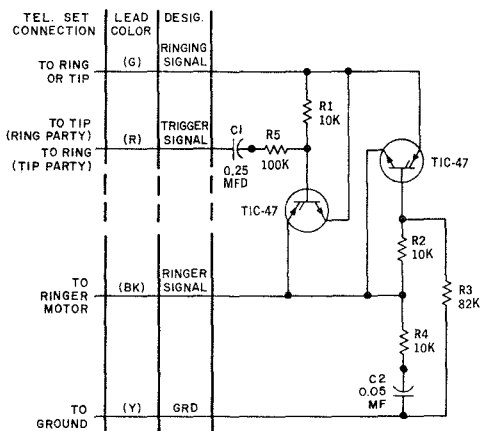 TEL. SET CONNECTION
LEAD COLOR
DESIG.
TO RING OR TIP
(G)
RINGING SIGNAL
TO TIP (RING PARTY)
TO RING (TIP PARTY)
(R)
TRIGGER SIGNAL
C1
0.25 MFD
R5
100K
R1
10K
TIC-47
TIC-47
R2
10K
R3
82K
TO RINGER MOTOR
(BK)
RINGER SIGNAL
R4
10K
C2
0.05 MF
TO GROUND
(Y)
GRD